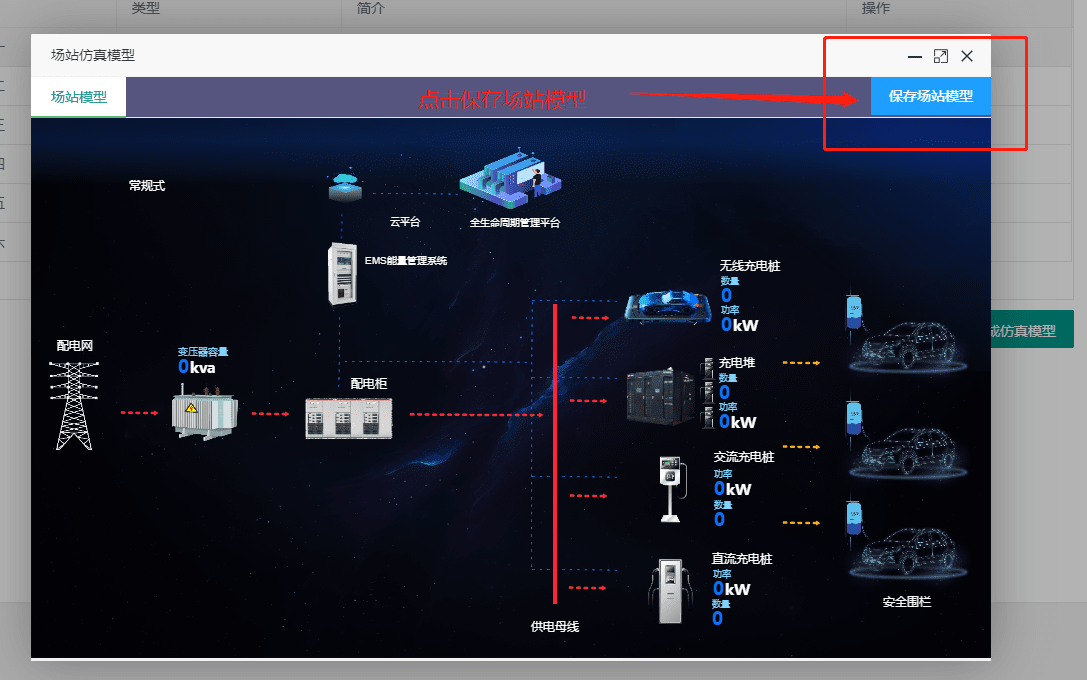 类型
简介
操作
场站仿真模型
场站模型
点击保存场站模型
保存场站模型
常规式
云平台
全生命周期管理平台
EMS能量管理系统
无线充电桩
数量
0
功率
0kW
配电网
变压器容量
0kva
配电柜
充电堆
数量
0
功率
0kW
交流充电桩
功率
0kW
数量
0
直流充电桩
功率
0kW
数量
0
供电母线
安全围栏
二
三
四
五
六
成仿真模型